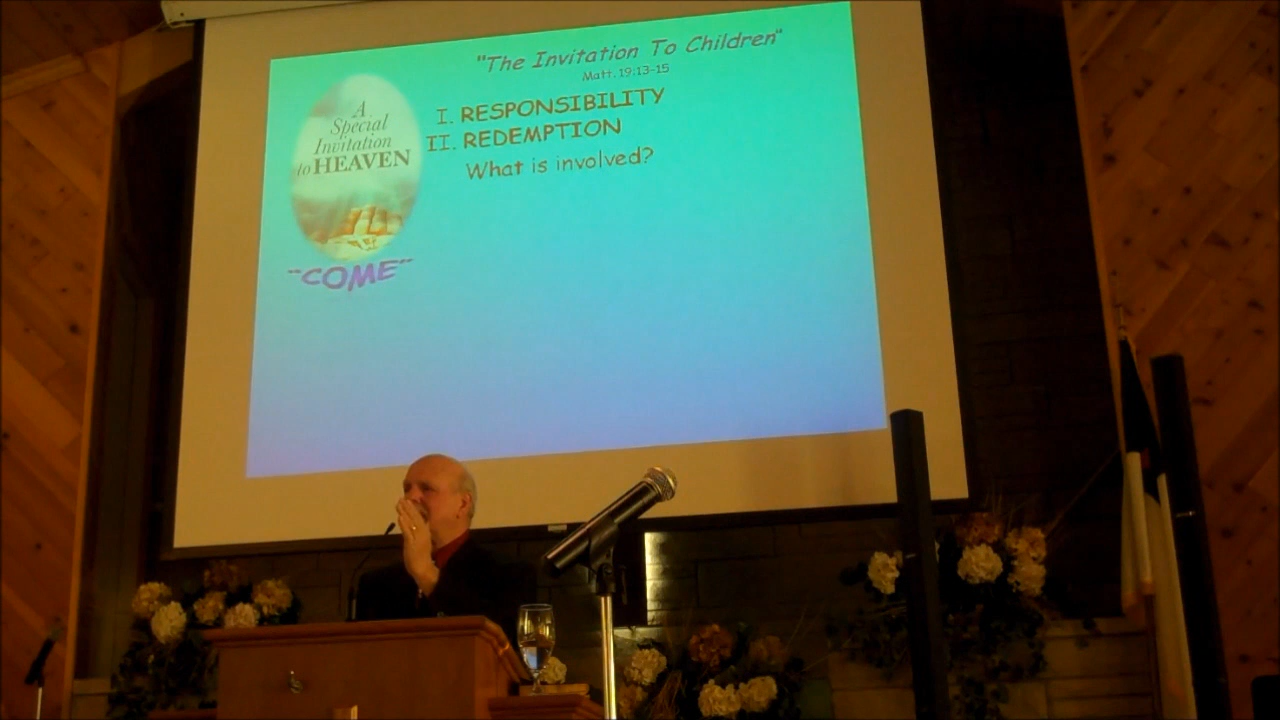 "The Invitation To Children"
Matt. 19:13-15
A
Special
Invitation
to HEAVEN
"COME"
I. RESPONSIBILITY
II. REDEMPTION
What is involved?